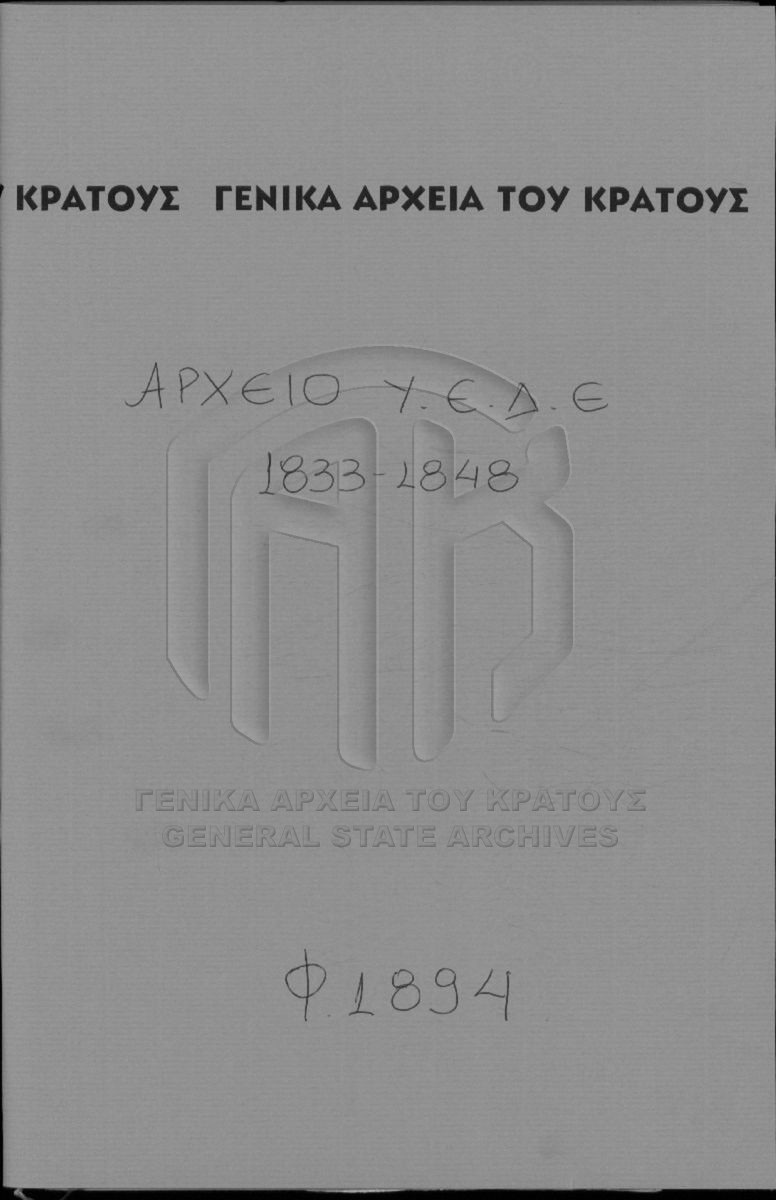 ΚΡΑΤΟΥΣ ΓΕΝΙΚΑ ΑΡΧΕΙΑ ΤΟΥ ΚΡΑΤΟΥΣ
ΑΡΧΕΙΟ Υ.Ε.Δ.Ε
1833-1848
ΓΕΝΙΚΑ ΑΡΧΕΙΑ ΤΟΥ ΚΡΑΤΟΥΣ
GENERAL STATE ARCHIVES
Φ.1894